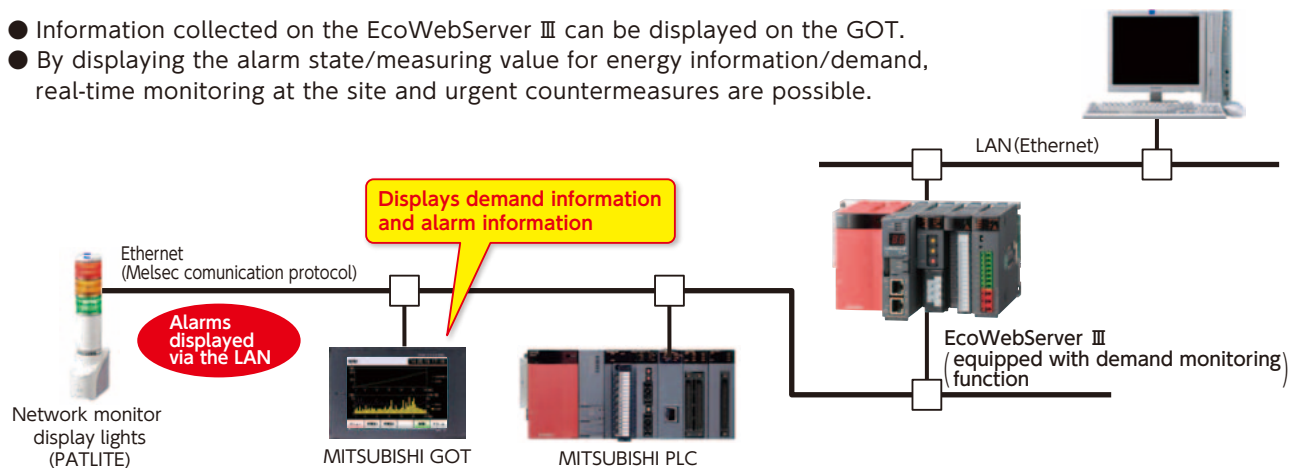 ● Information collected on the EcoWebServer Ⅲ can be displayed on the GOT.
● By displaying the alarm state/measuring value for energy information/demand,
real-time monitoring at the site and urgent countermeasures are possible.
LAN(Ethernet)
Displays demand information
and alarm information
Ethernet
(Melsec comunication protocol)
Alarms
displayed
via the LAN
EcoWebServer Ⅲ
(equipped with demand monitoring
function)
Network monitor
display lights
(PATLITE)
MITSUBISHI GOT
MITSUBISHI PLC